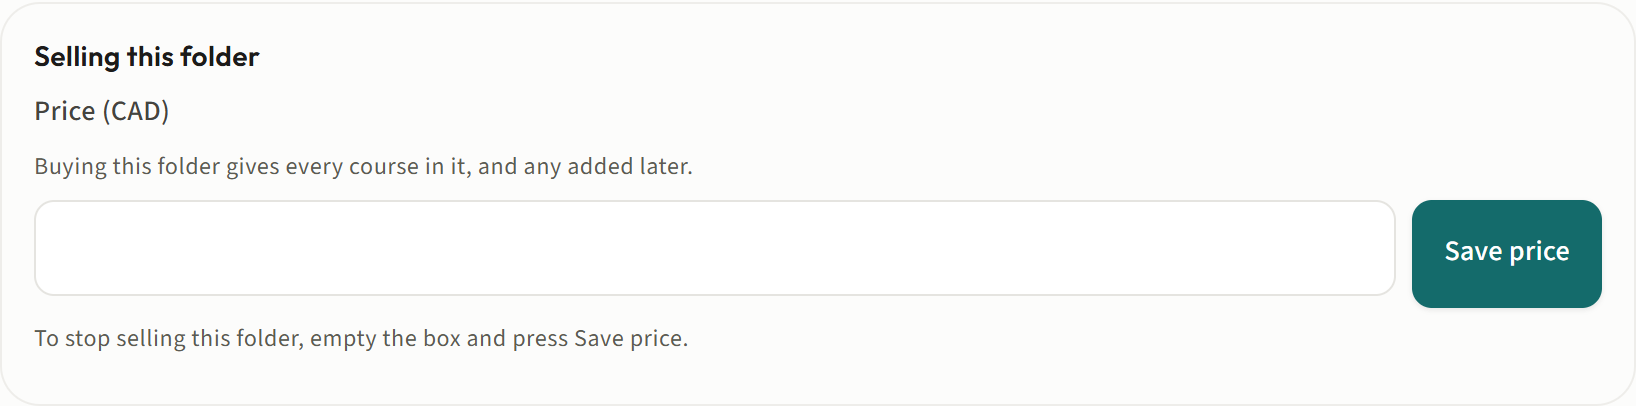 Selling this folder
Price (CAD)
Buying this folder gives every course in it, and any added later.
Save price
To stop selling this folder, empty the box and press Save price.